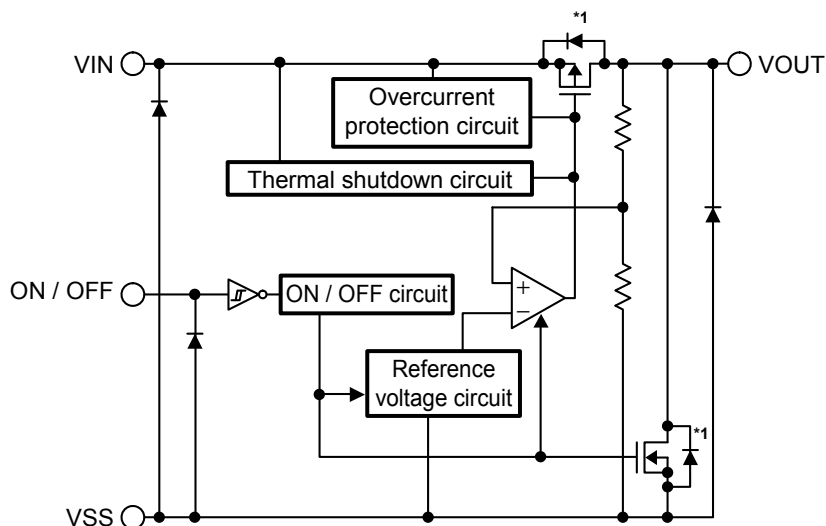 *1
VIN
VOUT
Overcurrent
protection circuit
Thermal shutdown circuit
ON / OFF
ON / OFF circuit
+
−
Reference
voltage circuit
*1
VSS